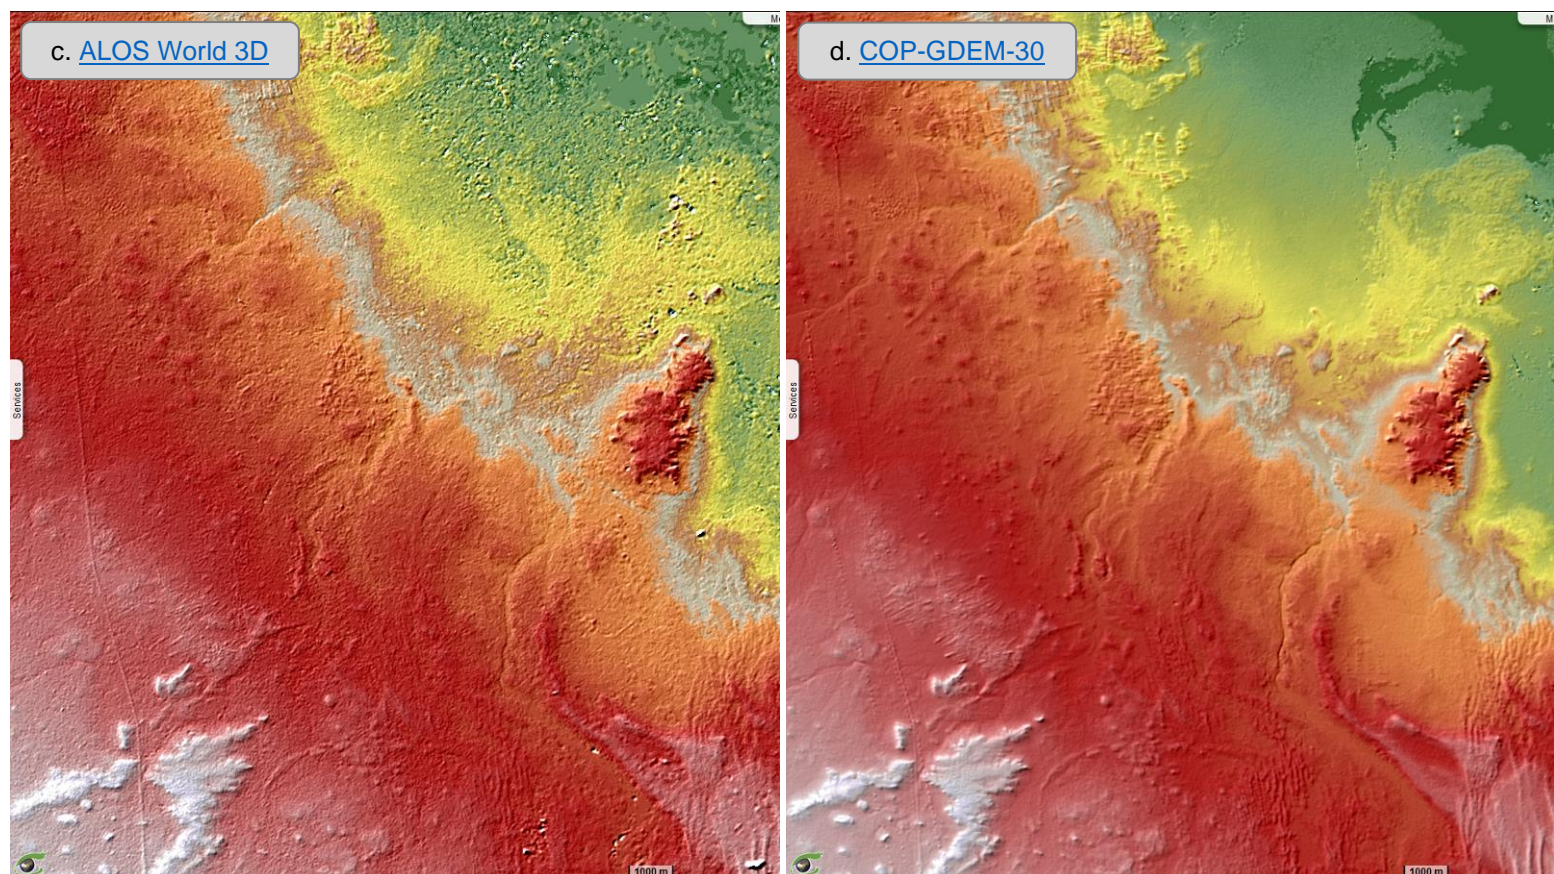 c. ALOS World 3D
d. COP-GDEM-30
M
Services
Services
1000 m
1000 m